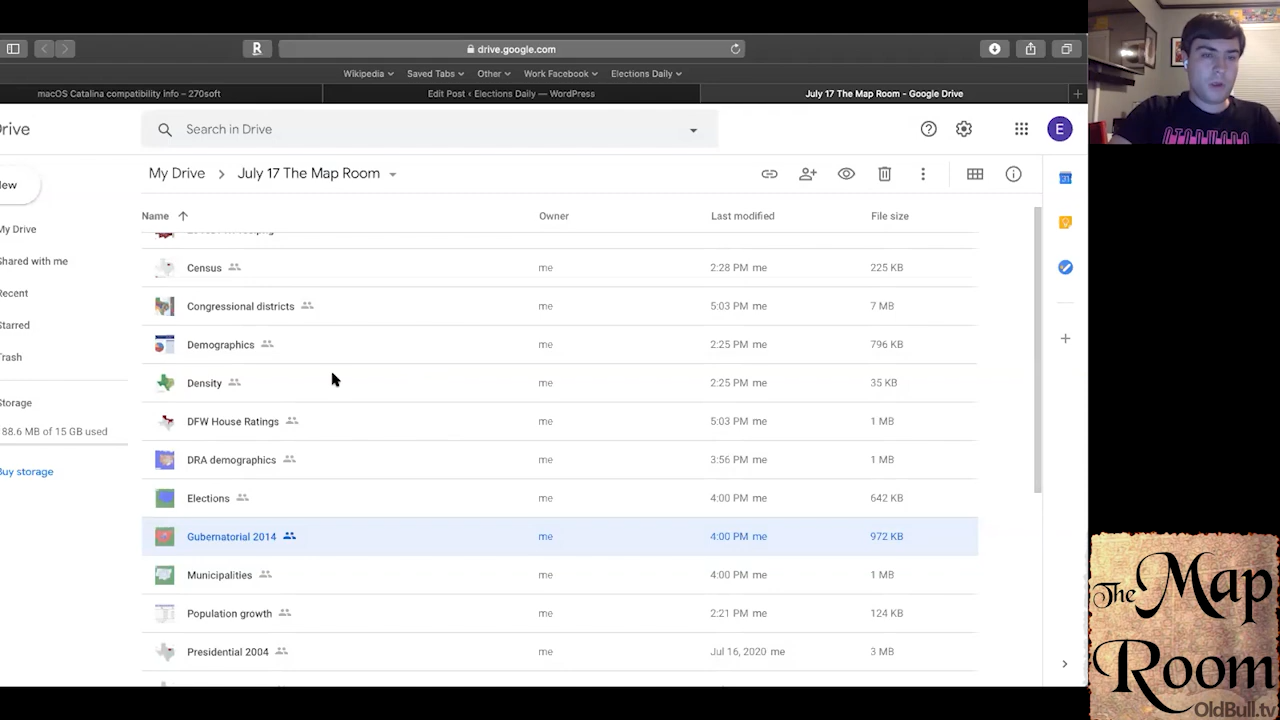 R
drive.google.com
Wikipedia
Saved Tabs
Other
Work Facebook
Elections Daily
macOS Catalina compatibility info – 270soft
Edit Post ‹ Elections Daily — WordPress
July 17 The Map Room - Google Drive
rive
Search in Drive
E
My Drive > July 17 The Map Room
ew
My Drive
Shared with me
Recent
Starred
Trash
Storage
88.6 MB of 15 GB used
Buy storage
Name
Owner
Last modified
File size
Census me 2:28 PM me 225 KB
Congressional districts me 5:03 PM me 7 MB
Demographics me 2:25 PM me 796 KB
Density me 2:25 PM me 35 KB
DFW House Ratings me 5:03 PM me 1 MB
DRA demographics me 3:56 PM me 1 MB
Elections me 4:00 PM me 642 KB
Gubernatorial 2014 me 4:00 PM me 972 KB
Municipalities me 4:00 PM me 1 MB
Population growth me 2:21 PM me 124 KB
Presidential 2004 me Jul 16, 2020 me 3 MB
The Map
Room
OldBull.tv